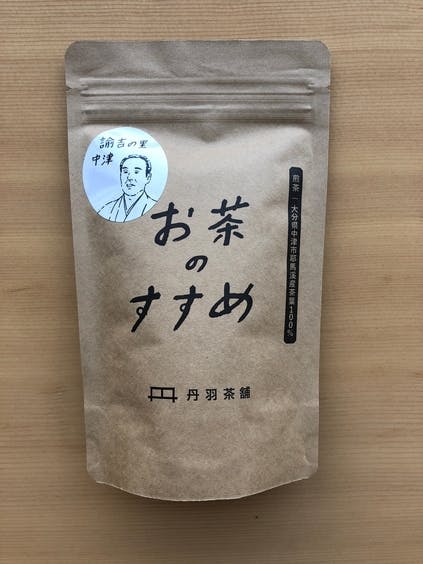 諭吉の里
中津
お茶
の
すすめ
煎茶 ー 大分県中津市耶馬溪産茶葉100%
丹羽茶舗